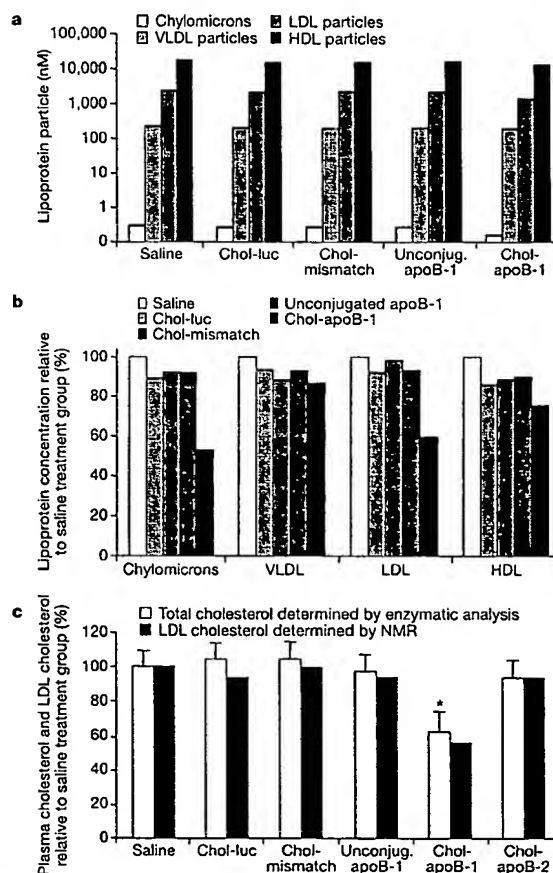 a
Chylomicrons LDL particles
VLDL particles HDL particles
Lipoprotein particle (nM)
100,000
10,000
1,000
100
1
0
Saline Chol-luc Chol-mismatch Unconjug. apoB-1 Chol-apoB-1
b
Saline Unconjugated apoB-1
Chol-luc Chol-apoB-1
Chol-mismatch
Lipoprotein concentration relative
to saline treatment group (%)
100
80
60
40
20
0
Chylomicrons VLDL LDL HDL
c
Total cholesterol determined by enzymatic analysis
LDL cholesterol determined by NMR
Plasma cholesterol and LDL cholesterol
relative to saline treatment group (%)
120
100
80
60
40
20
0
*
Saline Chol-luc Chol-mismatch Unconjug. apoB-1 Chol-apoB-1 Chol-apoB-2